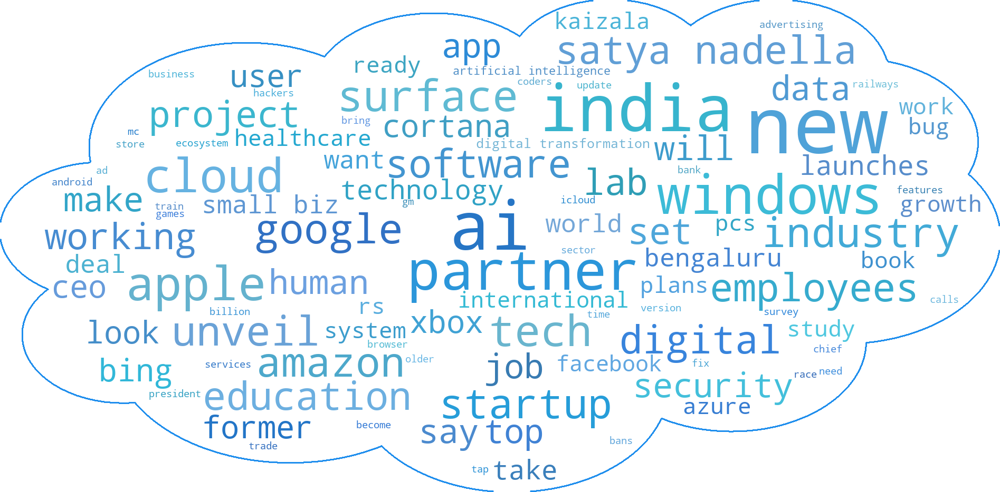 kaizala
advertising
app
satya nadella
ready
artificial intelligence
business
user
coders
update
data
railways
hackers
surface
india
new
work
project
bring
cortana
bug
mc
store
ecosystem
healthcare
digital transformation
will
want
software
launches
ad
cloud
bank
android
technology
lab
windows
features
make
train
small biz
gm
icloud
growth
games
google
ai
world
set
pcs
industry
working
sector
deal
partner
bengaluru
book
ceo
apple
human
plans
employees
international
calls
billion
rs
version
survey
time
look
unveil
system
xbox
tech
digital
study
browser
chief
bing
services
amazon
older
job
facebook
fix
race
need
president
education
security
startup
azure
former
become
say
top
trade
bans
tap
take